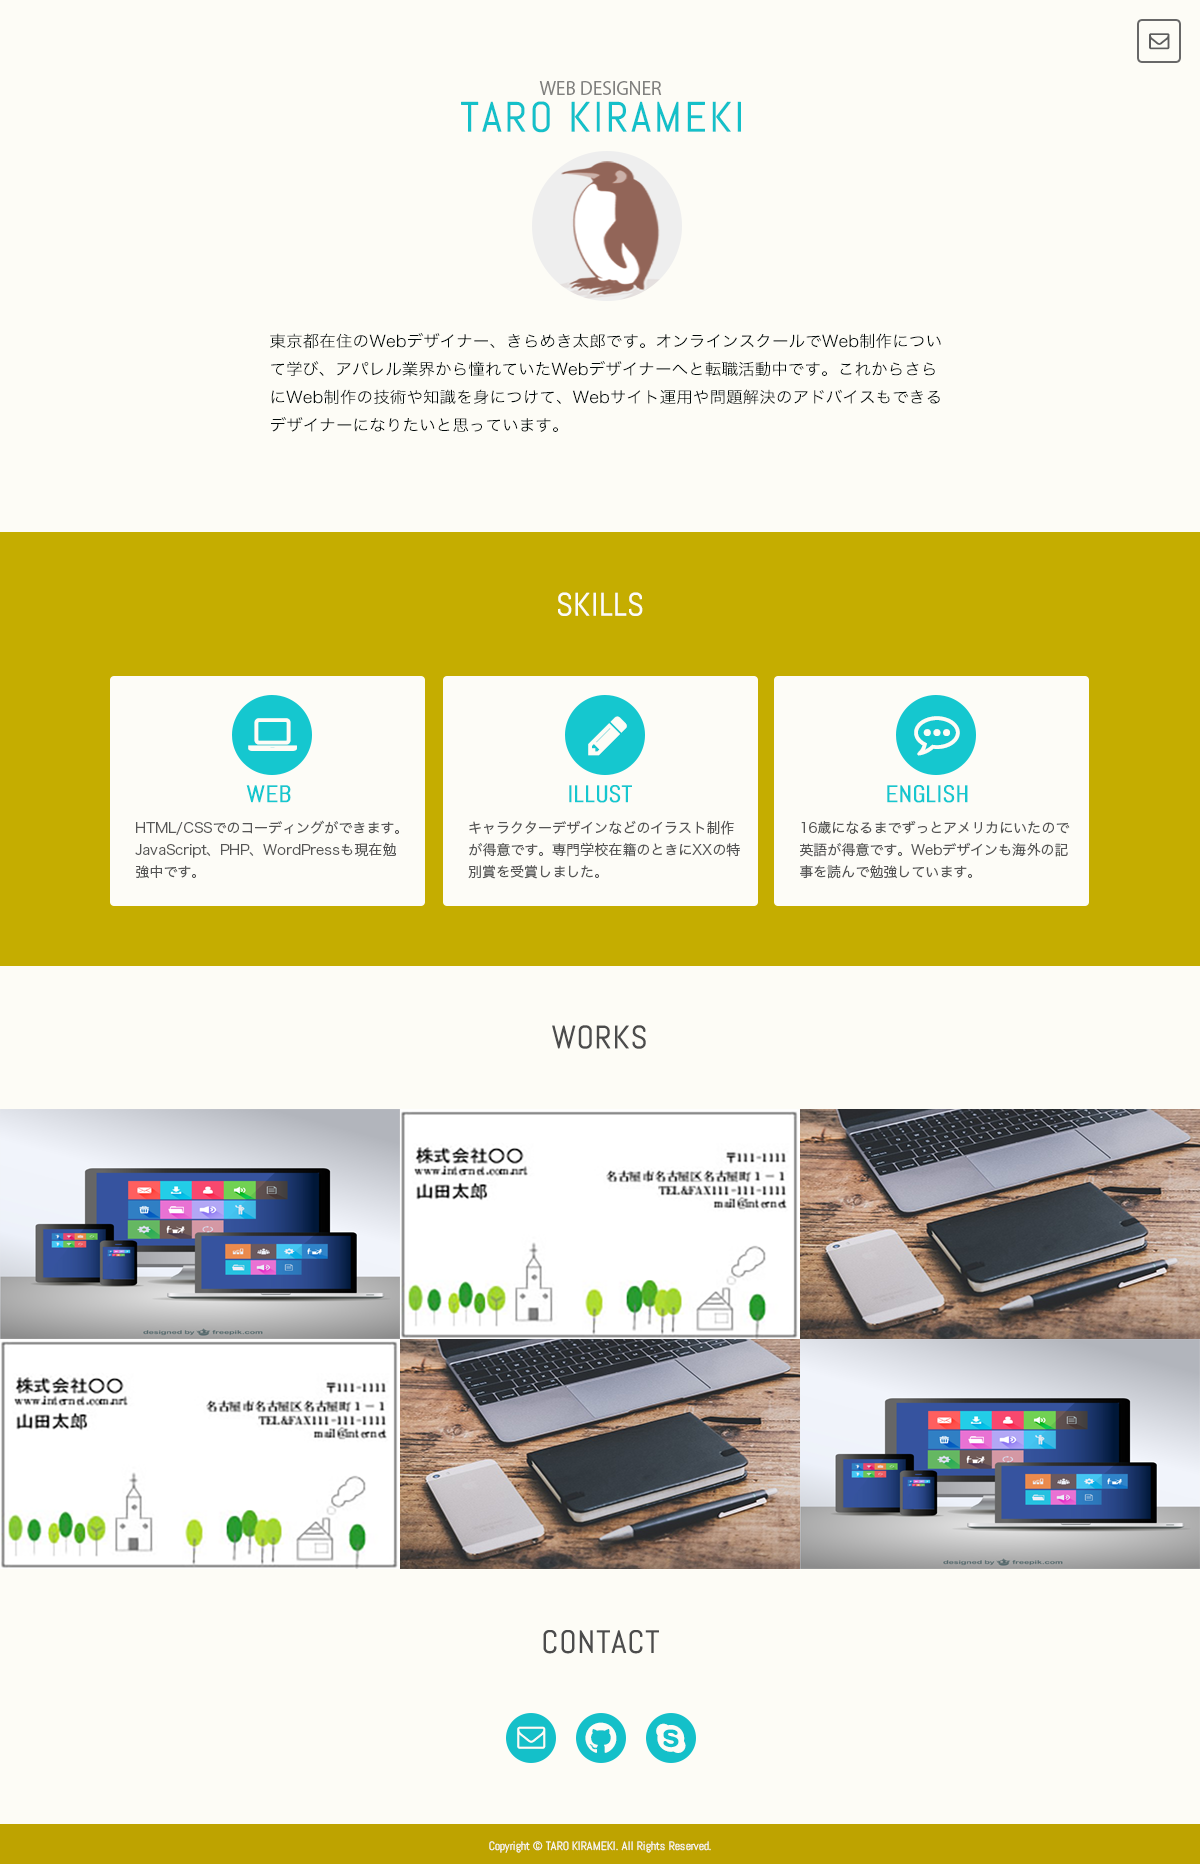 WEB DESIGNER
TARO KIRAMEKI
東京都在住のWebデザイナー、きらめき太郎です。オンラインスクールでWeb制作につい
て学び、アパレル業界から憧れていたWebデザイナーへと転職活動中です。これからさら
にWeb制作の技術や知識を身につけて、Webサイト運用や問題解決のアドバイスもできる
デザイナーになりたいと思っています。
SKILLS
WEB
HTML/CSSでのコーディングができます。
JavaScript、PHP、WordPressも現在勉
強中です。
ILLUST
キャラクターデザインなどのイラスト制作
が得意です。専門学校在籍のときにXXの特
別賞を受賞しました。
ENGLISH
16歳になるまでずっとアメリカにいたので
英語が得意です。Webデザインも海外の記
事を読んで勉強しています。
WORKS
designed by freepik.com
株式会社〇〇
www.internet.com.nrt
山田太郎
〒111-1111
名古屋市名古屋区名古屋町１－１
TEL&FAX111-111-1111
mail@internet
株式会社〇〇
www.internet.com.nrt
山田太郎
〒111-1111
名古屋市名古屋区名古屋町１－１
TEL&FAX111-111-1111
mail@internet
designed by freepik.com
CONTACT
Copyright © TARO KIRAMEKI. All Rights Reserved.